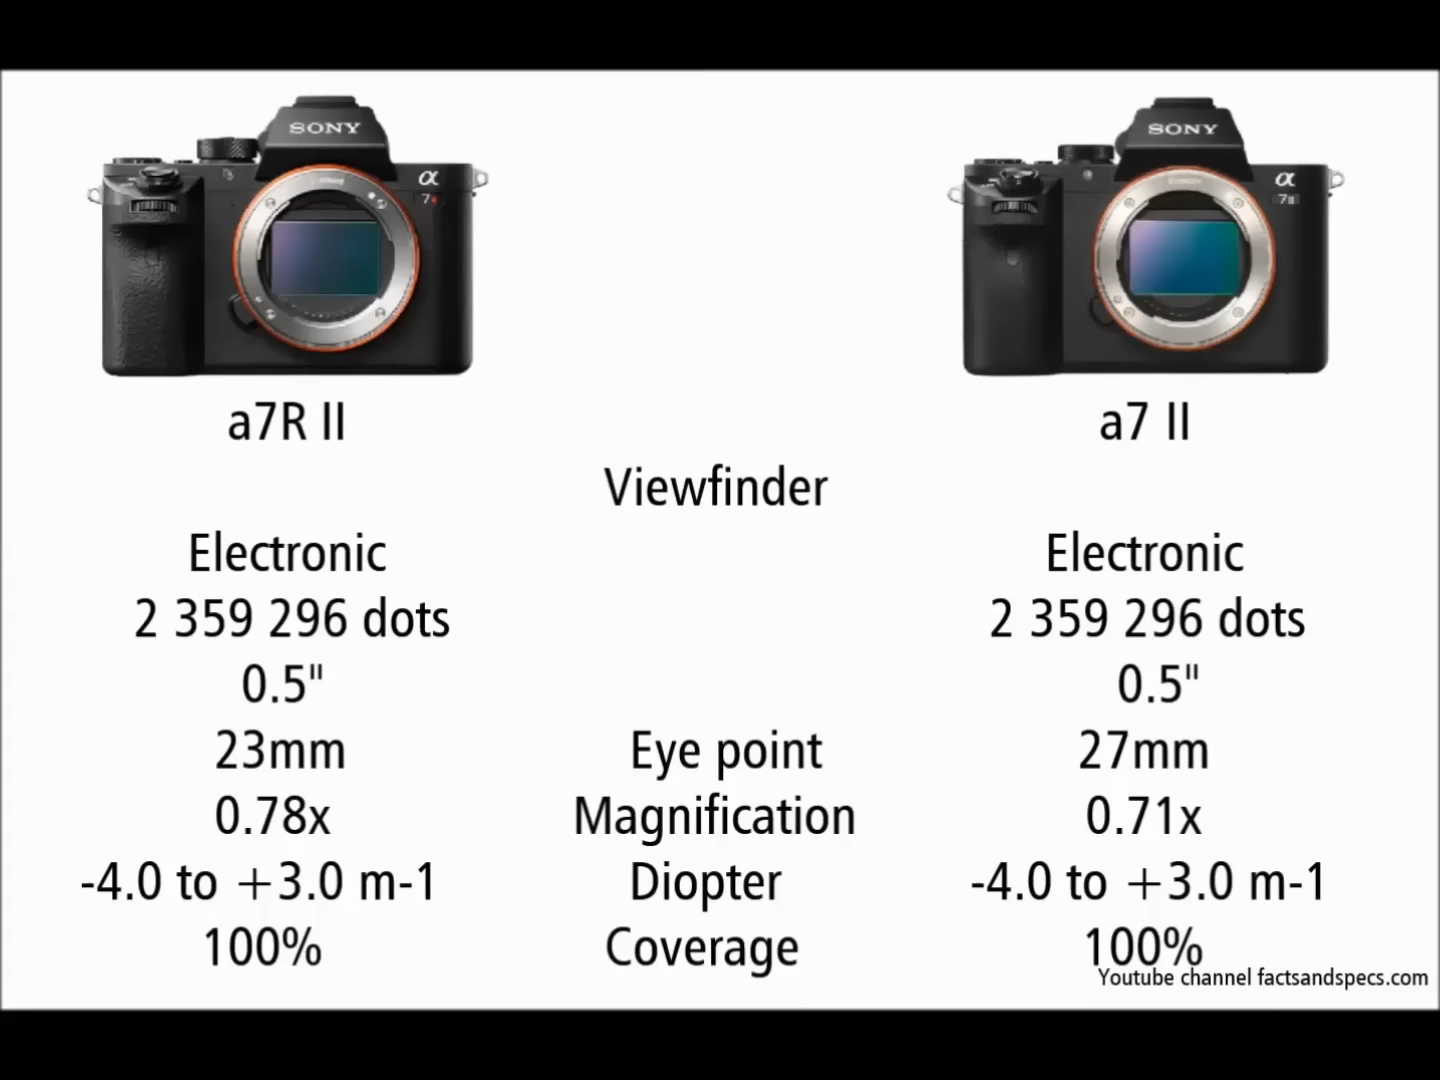 SONY SONY
α α
7R 7II
a7R II a7 II
Viewfinder
Electronic Electronic
2 359 296 dots 2 359 296 dots
0.5" 0.5"
23mm Eye point 27mm
0.78x Magnification 0.71x
-4.0 to +3.0 m-1 Diopter -4.0 to +3.0 m-1
100% Coverage 100%
Youtube channel factsandspecs.com